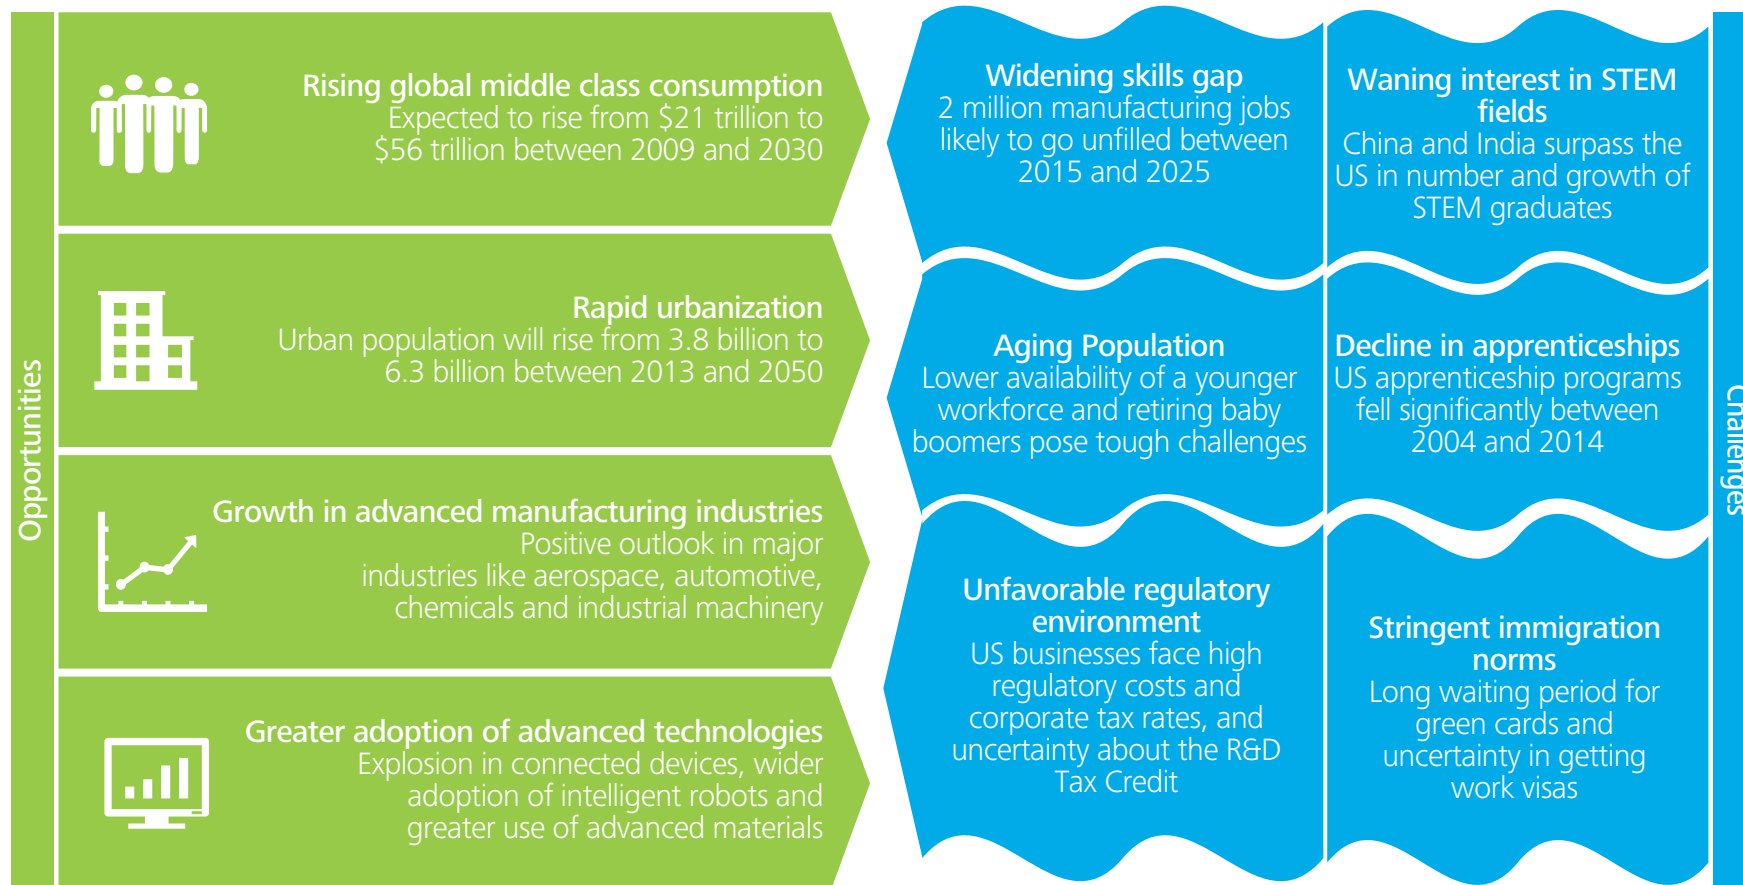 Opportunities
Rising global middle class consumption
Expected to rise from $21 trillion to
$56 trillion between 2009 and 2030
Rapid urbanization
Urban population will rise from 3.8 billion to
6.3 billion between 2013 and 2050
Growth in advanced manufacturing industries
Positive outlook in major
industries like aerospace, automotive,
chemicals and industrial machinery
Greater adoption of advanced technologies
Explosion in connected devices, wider
adoption of intelligent robots and
greater use of advanced materials
Widening skills gap
2 million manufacturing jobs
likely to go unfilled between
2015 and 2025
Waning interest in STEM
fields
China and India surpass the
US in number and growth of
STEM graduates
Aging Population
Lower availability of a younger
workforce and retiring baby
boomers pose tough challenges
Decline in apprenticeships
US apprenticeship programs
fell significantly between
2004 and 2014
Unfavorable regulatory
environment
US businesses face high
regulatory costs and
corporate tax rates, and
uncertainty about the R&D
Tax Credit
Stringent immigration
norms
Long waiting period for
green cards and
uncertainty in getting
work visas
Challenges